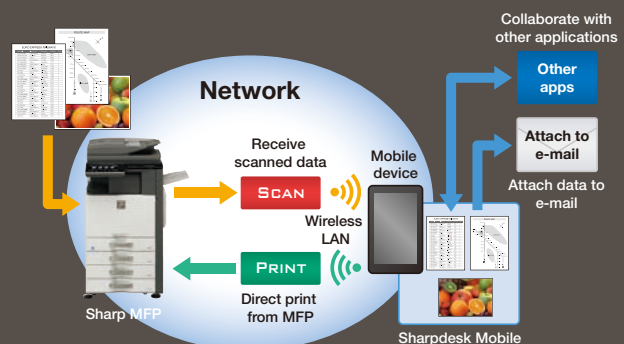 Collaborate with
other applications
Other
apps
Attach to
e-mail
Attach data to
e-mail
Network
Receive
scanned data
SCAN
Mobile
device
Wireless
LAN
PRINT
Direct print
from MFP
Sharp MFP
Sharpdesk Mobile